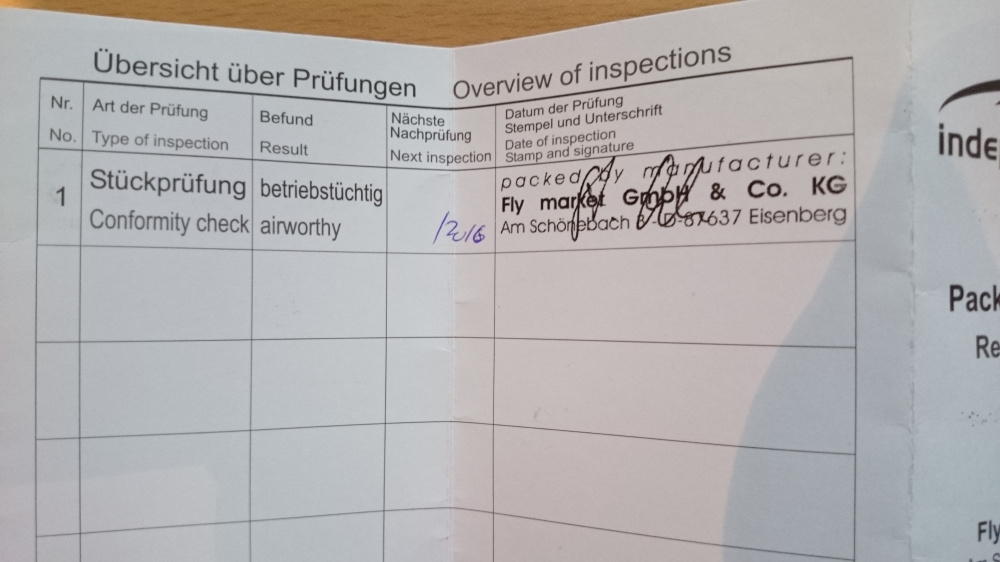 Übersicht über Prüfungen Overview of inspections
Nr. Art der Prüfung Befund Nächste Nachprüfung Datum der Prüfung Stempel und Unterschrift
No. Type of inspection Result Next inspection Date of inspection Stamp and signature
1 Stückprüfung betriebstüchtig packed by manufacturer:
Fly market GmbH & Co. KG
Conformity check airworthy /2016 Am Schönebach D-87637 Eisenberg
inde
Pack
Re
Fly